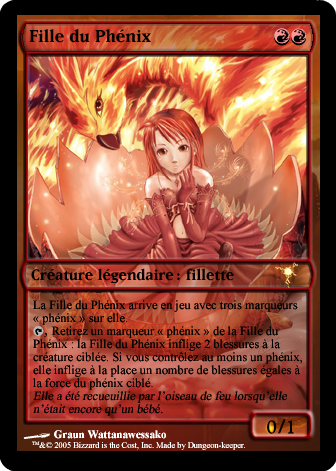 Fille du Phénix
Créature légendaire : fillette
La Fille du Phénix arrive en jeu avec trois marqueurs
« phénix » sur elle.
, Retirez un marqueur « phénix » de la Fille du
Phénix : la Fille du Phénix inflige 2 blessures à la
créature ciblée. Si vous contrôlez au moins un phénix,
elle inflige à la place un nombre de blessures égales à
la force du phénix ciblé.
Elle a été recueuillie par l'oiseau de feu lorsqu'elle
n'était encore qu'un bébé.
0/1
Graun Wattanawessako
™& © 2005 Bizzard is the Cost, Inc. Made by Dungeon-keeper.